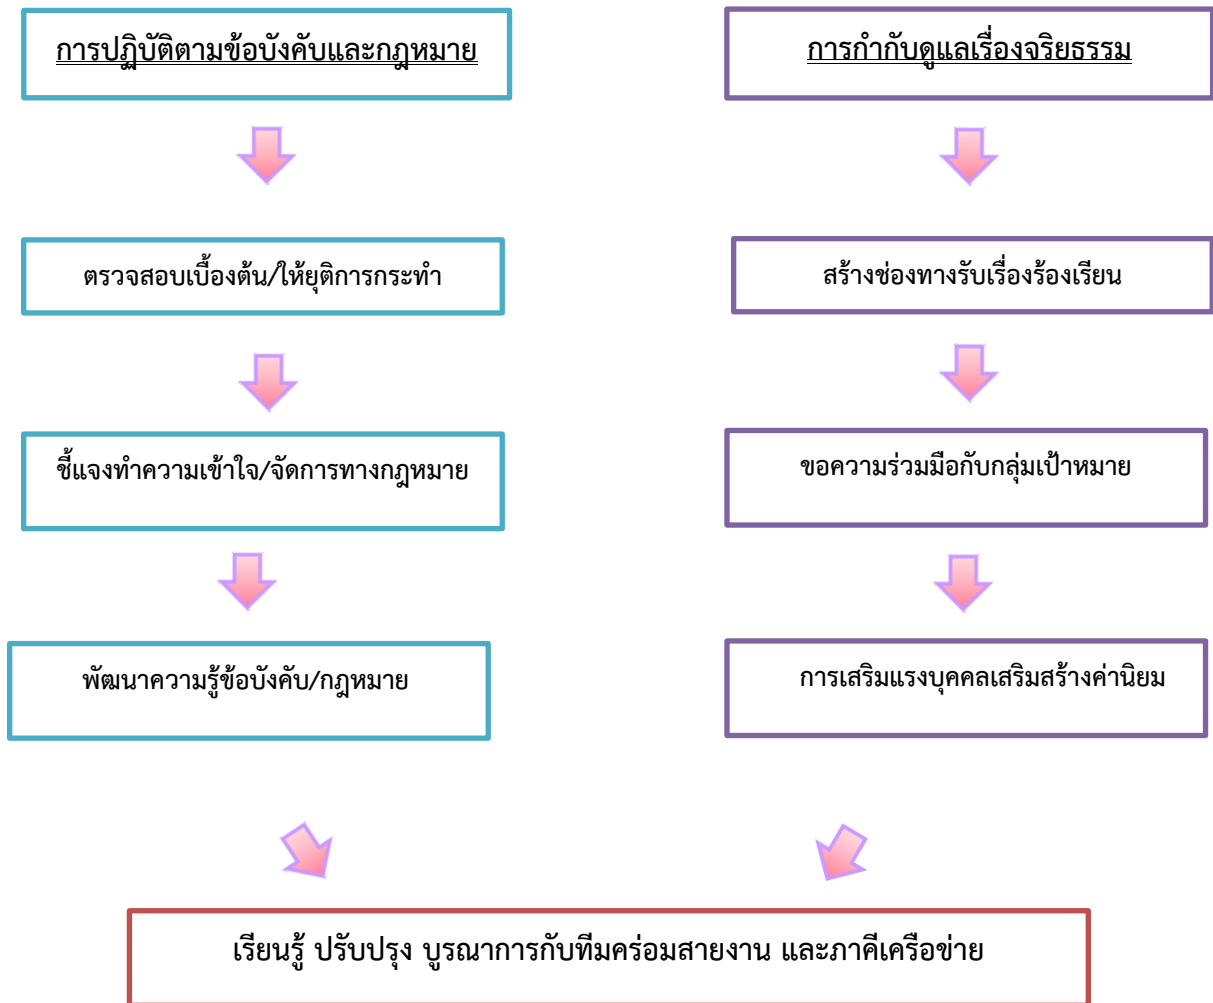 การปฏิบัติตามข้อบังคับและกฎหมาย
ตรวจสอบเบื้องต้น/ให้ยุติการกระทำ
ชี้แจงทำความเข้าใจ/จัดการทางกฎหมาย
พัฒนาความรู้ข้อบังคับ/กฎหมาย
การกำกับดูแลเรื่องจริยธรรม
สร้างช่องทางรับเรื่องร้องเรียน
ขอความร่วมมือกับกลุ่มเป้าหมาย
การเสริมแรงบุคคลเสริมสร้างค่านิยม
เรียนรู้ ปรับปรุง บูรณาการกับทีมคร่อมสายงาน และภาคีเครือข่าย